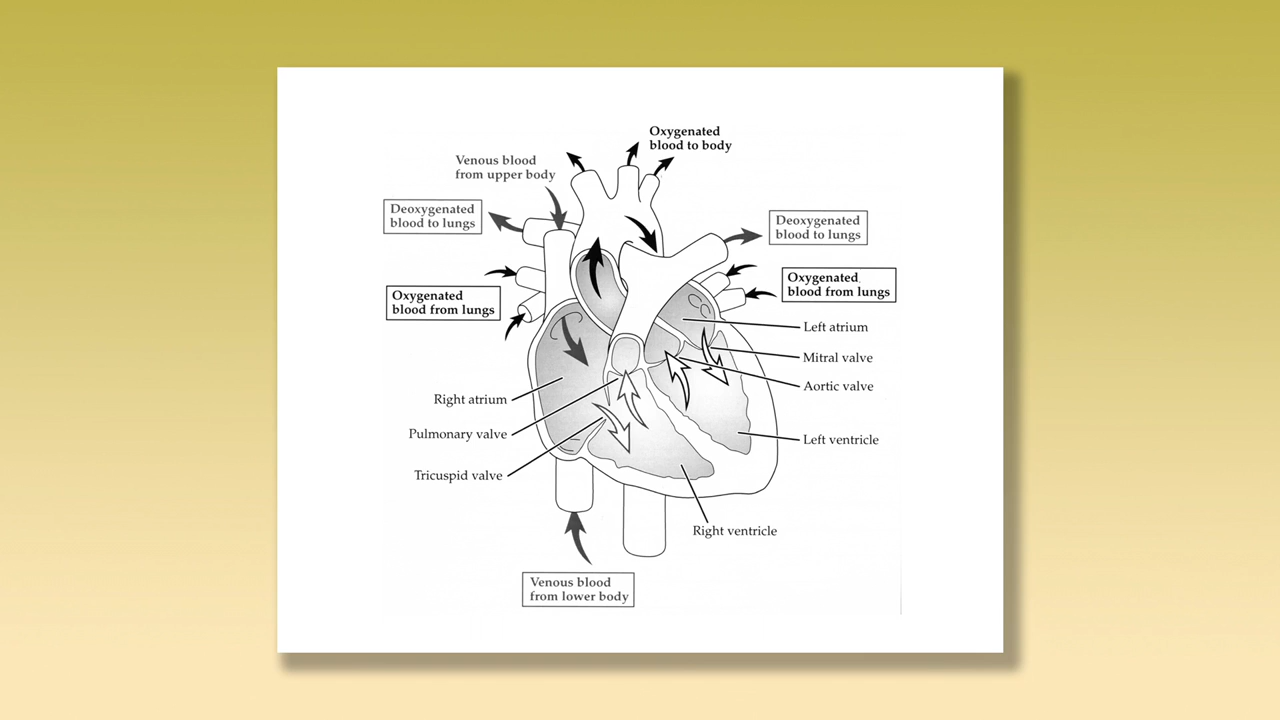 Oxygenated
blood to body
Venous blood
from upper body
Deoxygenated
blood to lungs
Deoxygenated
blood to lungs
Oxygenated
blood from lungs
Oxygenated
blood from lungs
Left atrium
Mitral valve
Aortic valve
Right atrium
Pulmonary valve
Left ventricle
Tricuspid valve
Right ventricle
Venous blood
from lower body